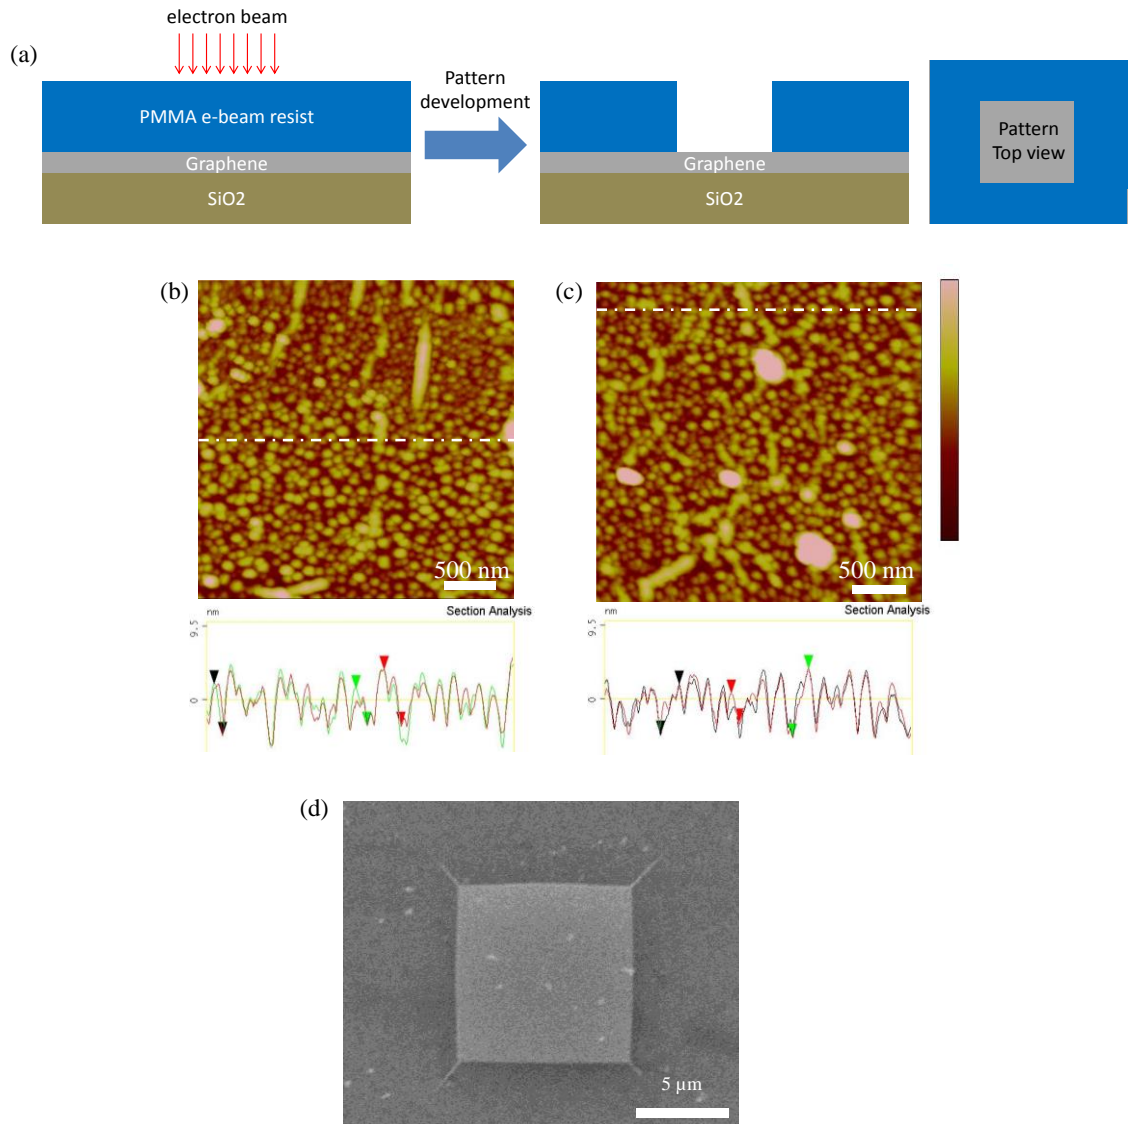 electron beam
(a)
Pattern
development
PMMA e-beam resist
Graphene
SiO2
Graphene
SiO2
Pattern
Top view
(b)
(c)
500 nm
500 nm
Section Analysis
nm
9.5
0
Section Analysis
nm
9.5
0
(d)
5 µm